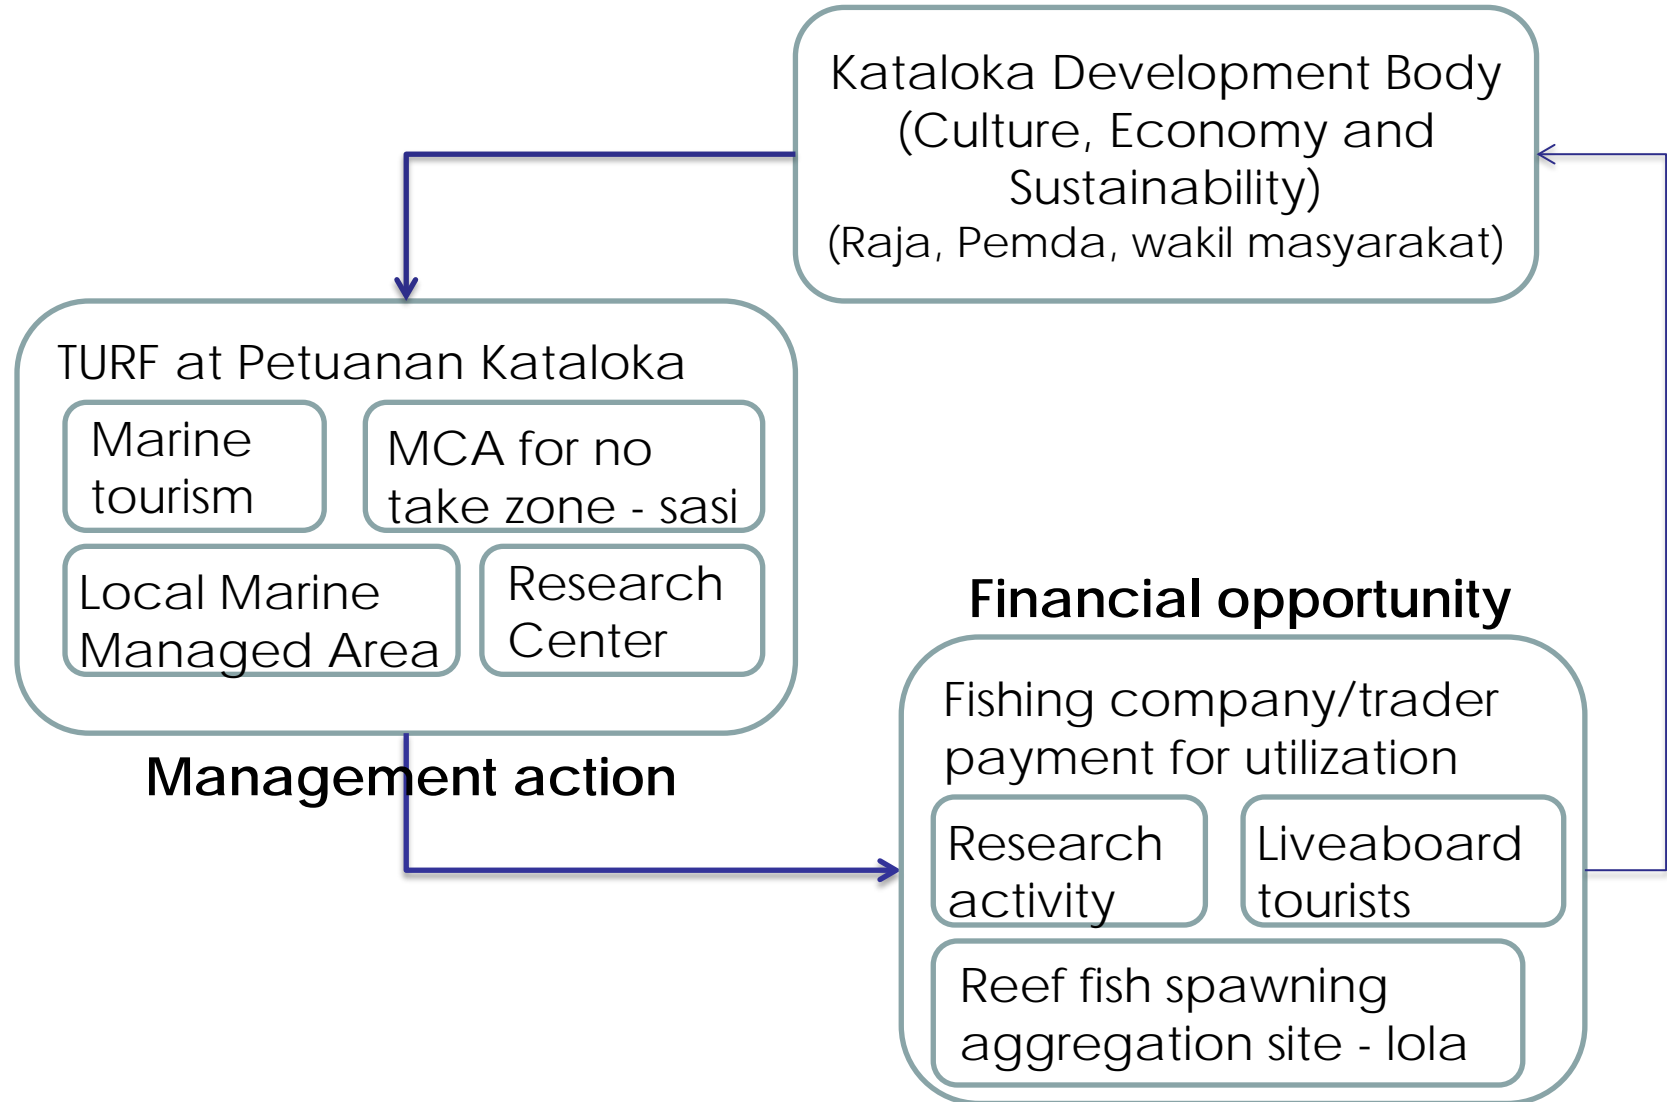 Kataloka Development Body
(Culture, Economy and
Sustainability)
(Raja, Pemda, wakil masyarakat)
TURF at Petuanan Kataloka
Marine
tourism
MCA for no
take zone - sasi
Local Marine
Managed Area
Research
Center
Management action
Financial opportunity
Fishing company/trader
payment for utilization
Research
activity
Liveaboard
tourists
Reef fish spawning
aggregation site - lola